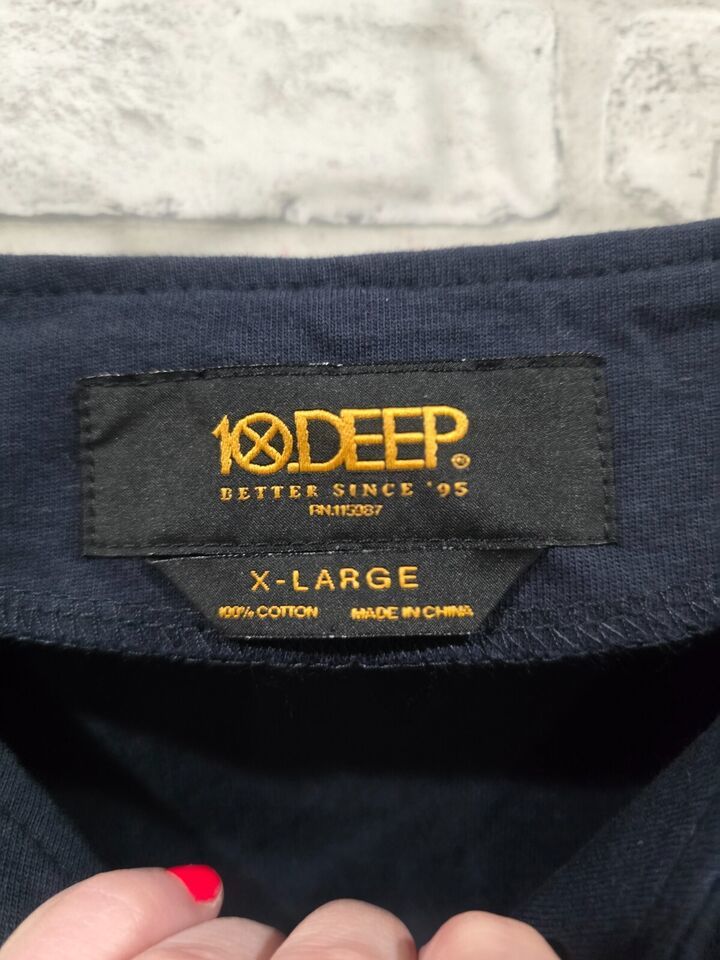 10.DEEP®
BETTER SINCE '95
RN.115987
X-LARGE
100% COTTON MADE IN CHINA